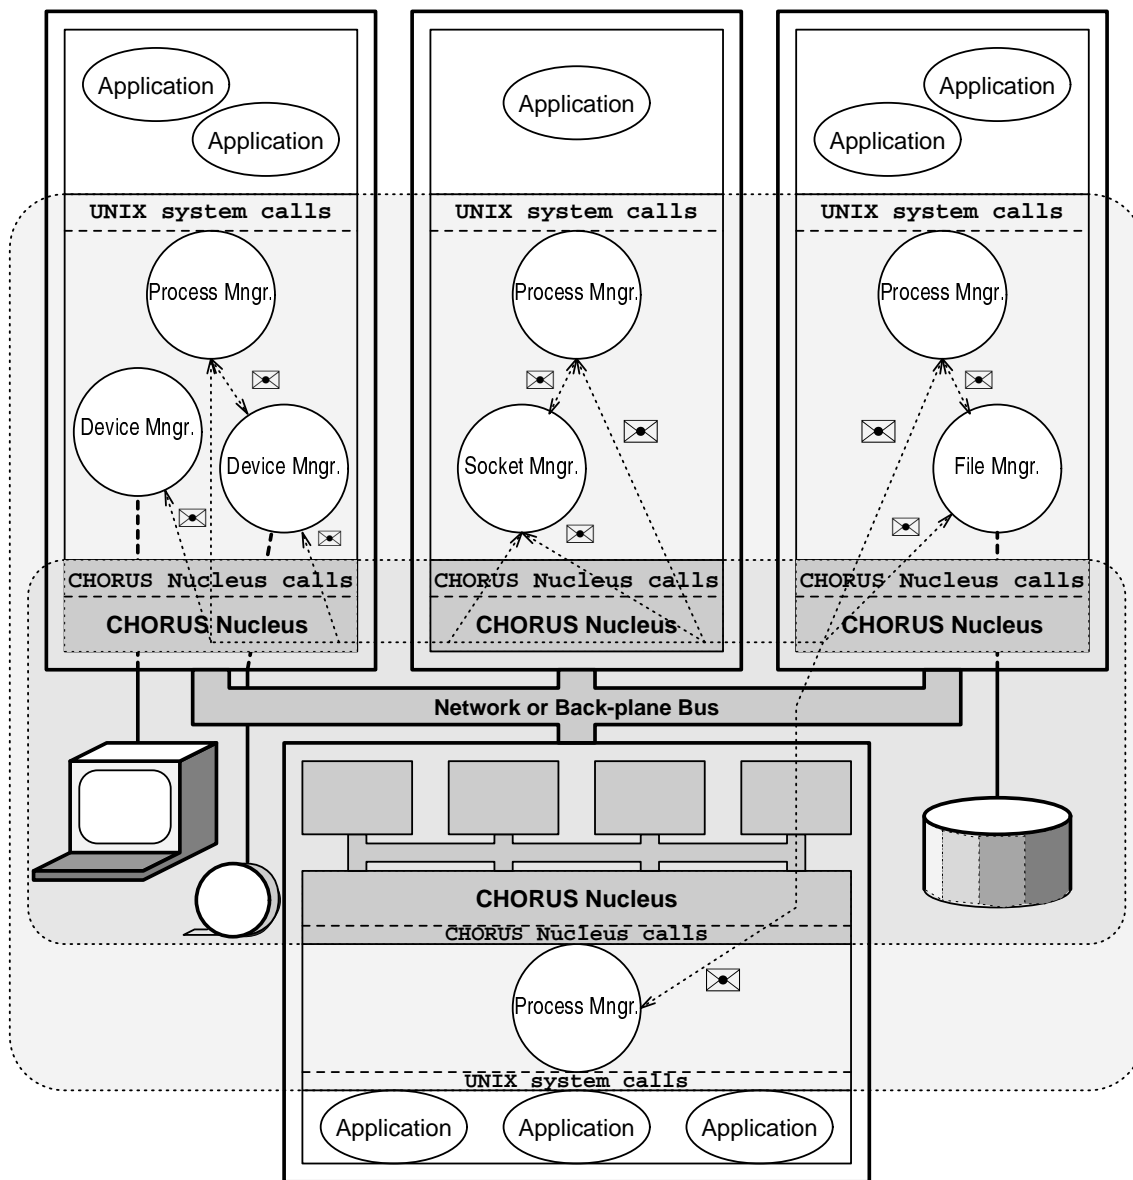 Application
Application
Application
Application
Application
UNIX system calls
UNIX system calls
UNIX system calls
Process Mngr.
Process Mngr.
Process Mngr.
Device Mngr.
Device Mngr.
Socket Mngr.
File Mngr.
CHORUS Nucleus calls
CHORUS Nucleus calls
CHORUS Nucleus calls
CHORUS Nucleus
CHORUS Nucleus
CHORUS Nucleus
Network or Back-plane Bus
CHORUS Nucleus
CHORUS Nucleus calls
Process Mngr.
UNIX system calls
Application
Application
Application